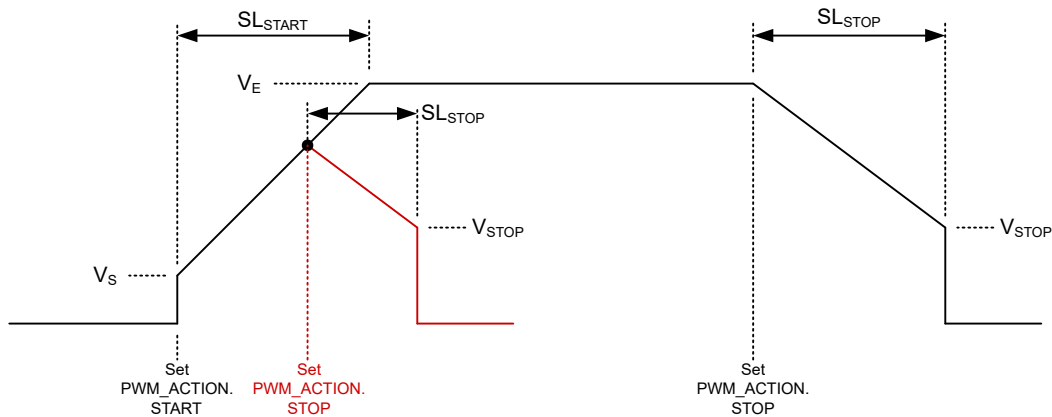 SLSTART
SLSTOP
VE
SLSTOP
VSTOP
VSTOP
VS
Set
PWM_ACTION.
START
Set
PWM_ACTION.
STOP
Set
PWM_ACTION.
STOP